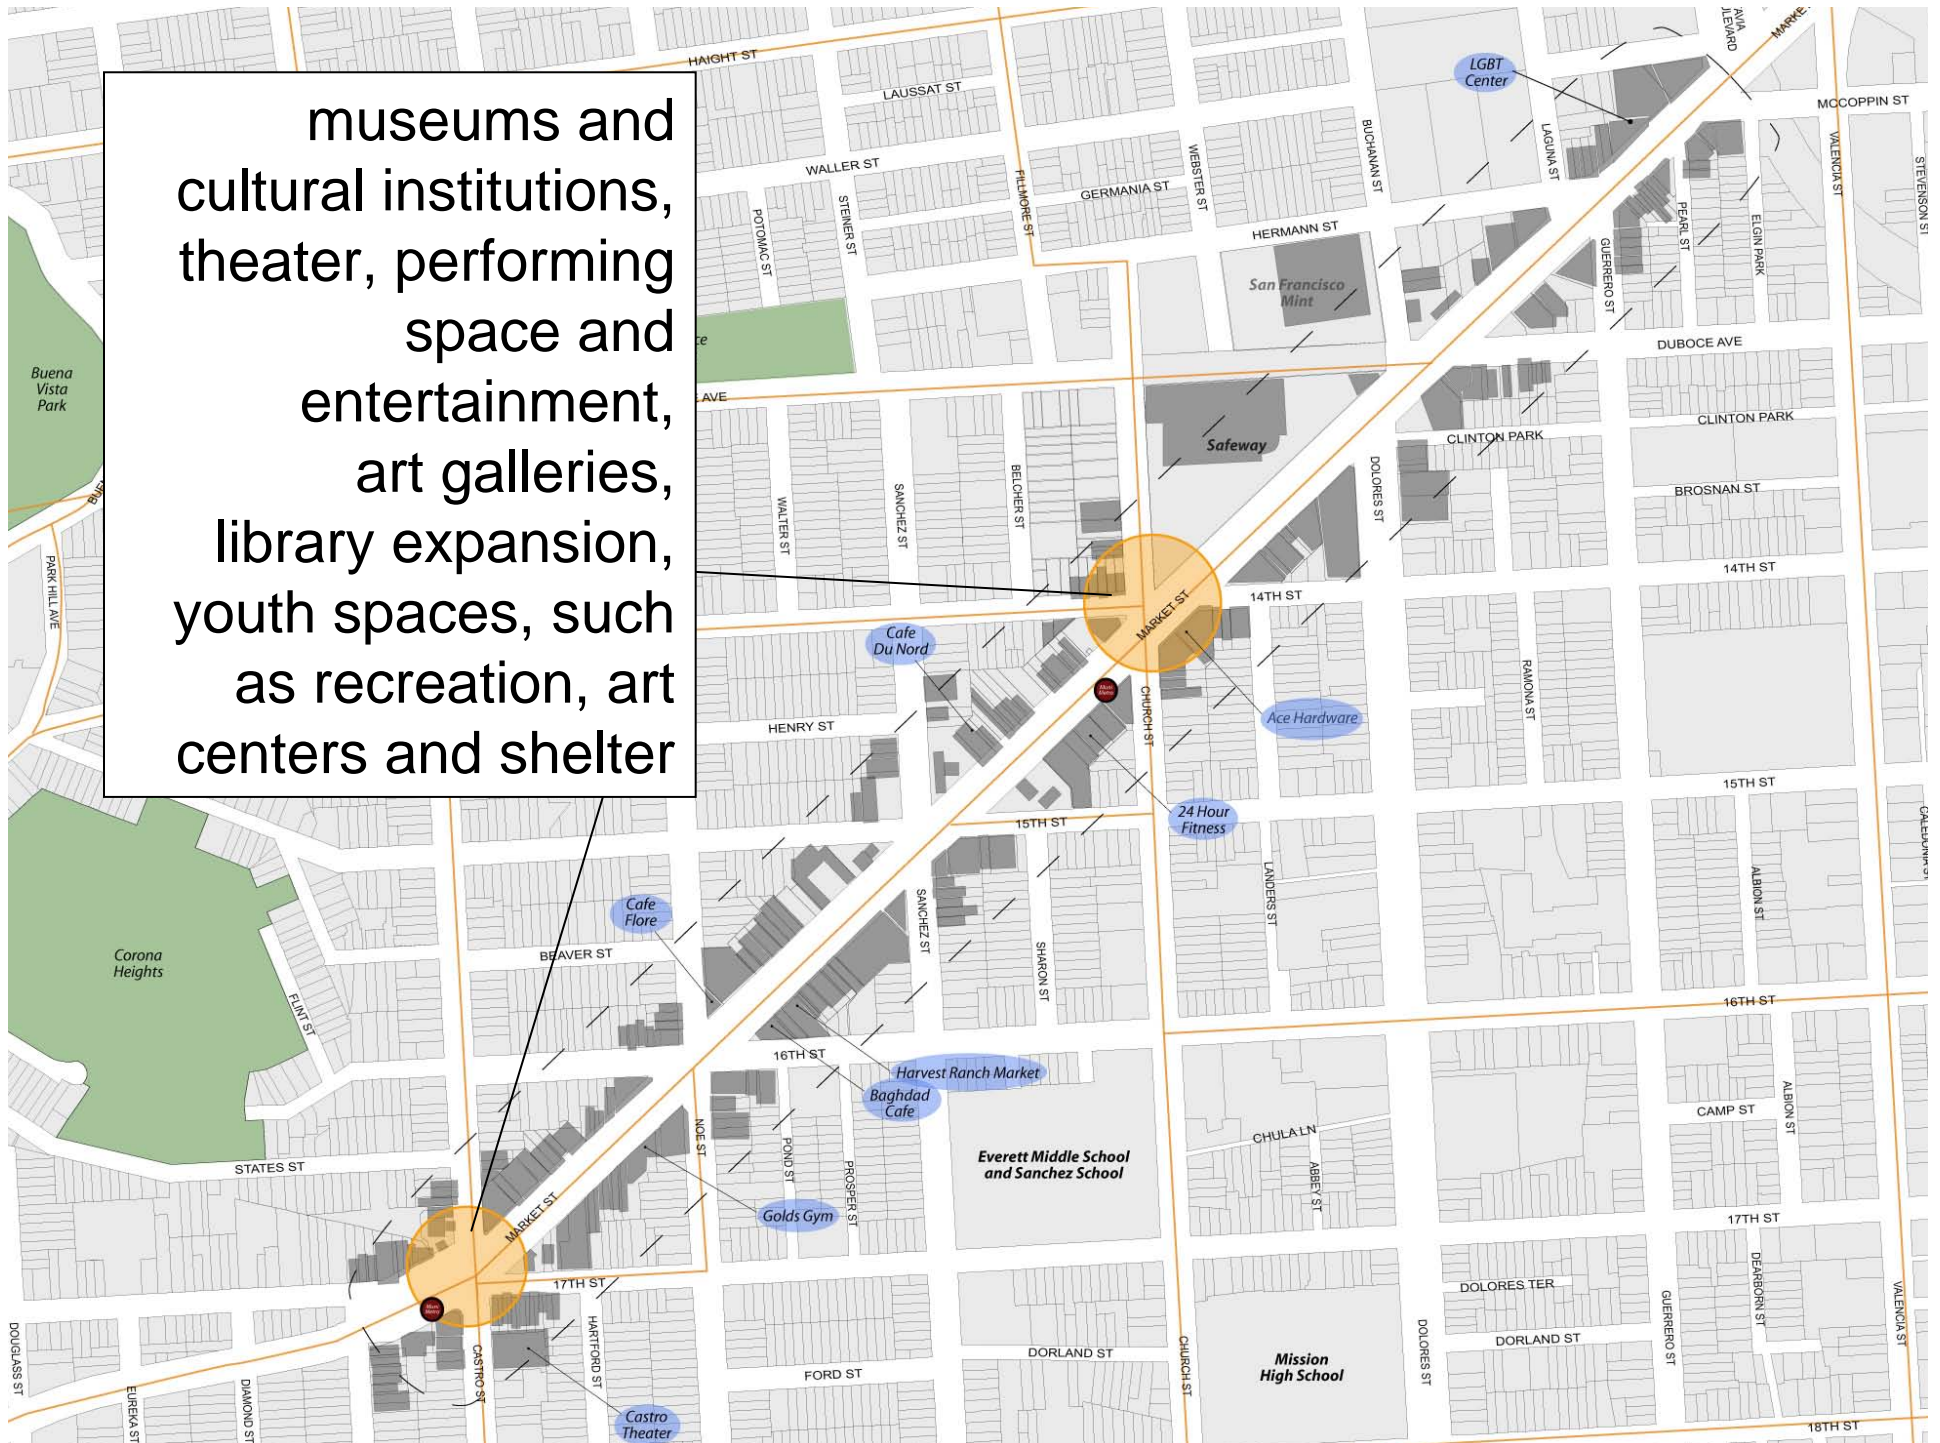 museums and
cultural institutions,
theater, performing
space and
entertainment,
art galleries,
library expansion,
youth spaces, such
as recreation, art
centers and shelter
HAIGHT ST
LAUSSAT ST
WALLER ST
GERMANIA ST
HERMANN ST
MCCOPPIN ST
POTOMAC ST
STEINER ST
FILLMORE ST
WEBSTER ST
BUCHANAN ST
LAGUNA ST
LGBT
Center
PEARL ST
ELGIN PARK
VALENCIA ST
STEVENSON ST
GUERRERO ST
San Francisco
Mint
DUBOCE AVE
Buena
Vista
Park
AVE
Safeway
CLINTON PARK
CLINTON PARK
BROSNAN ST
WALTER ST
SANCHEZ ST
BELCHER ST
DOLORES ST
PARK HILL AVE
14TH ST
14TH ST
MARKET ST
Cafe
Du Nord
HENRY ST
CHURCH ST
Ace Hardware
RAMONA ST
15TH ST
15TH ST
24 Hour
Fitness
LANDERS ST
ALBION ST
SANCHEZ ST
SHARON ST
Cafe
Flore
BEAVER ST
Corona
Heights
FLINT ST
16TH ST
16TH ST
Harvest Ranch Market
Baghdad
Cafe
NOE ST
POND ST
PROSPER ST
CAMP ST
ALBION ST
CHULA LN
ABBEY ST
Everett Middle School
and Sanchez School
STATES ST
MARKET ST
Golds Gym
17TH ST
17TH ST
DOLORES TER
DEARBORN ST
GUERRERO ST
VALENCIA ST
DOUGLASS ST
EUREKA ST
DIAMOND ST
CASTRO ST
HARTFORD ST
FORD ST
DORLAND ST
DORLAND ST
CHURCH ST
DOLORES ST
Mission
High School
Castro
Theater
18TH ST